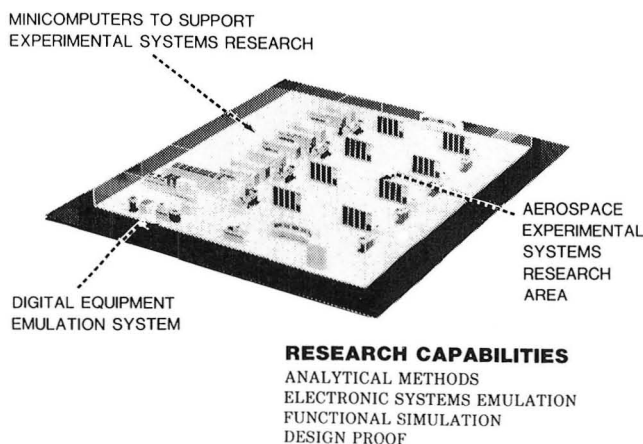 MINICOMPUTERS TO SUPPORT
EXPERIMENTAL SYSTEMS RESEARCH
AEROSPACE
EXPERIMENTAL
SYSTEMS
RESEARCH
AREA
DIGITAL EQUIPMENT
EMULATION SYSTEM
RESEARCH CAPABILITIES
ANALYTICAL METHODS
ELECTRONIC SYSTEMS EMULATION
FUNCTIONAL SIMULATION
DESIGN PROOF